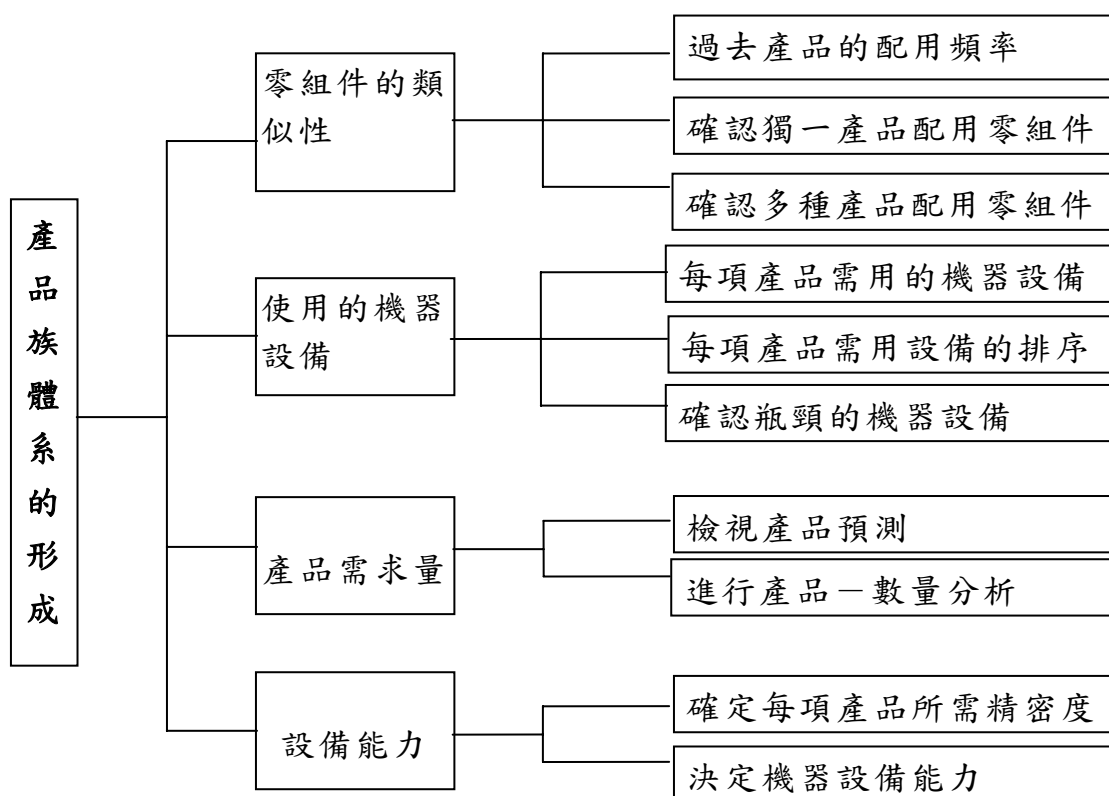 產品族體系的形成
零組件的類
似性
過去產品的配用頻率
確認獨一產品配用零組件
確認多種產品配用零組件
使用的機器
設備
每項產品需用的機器設備
每項產品需用設備的排序
確認瓶頸的機器設備
產品需求量
檢視產品預測
進行產品－數量分析
設備能力
確定每項產品所需精密度
決定機器設備能力